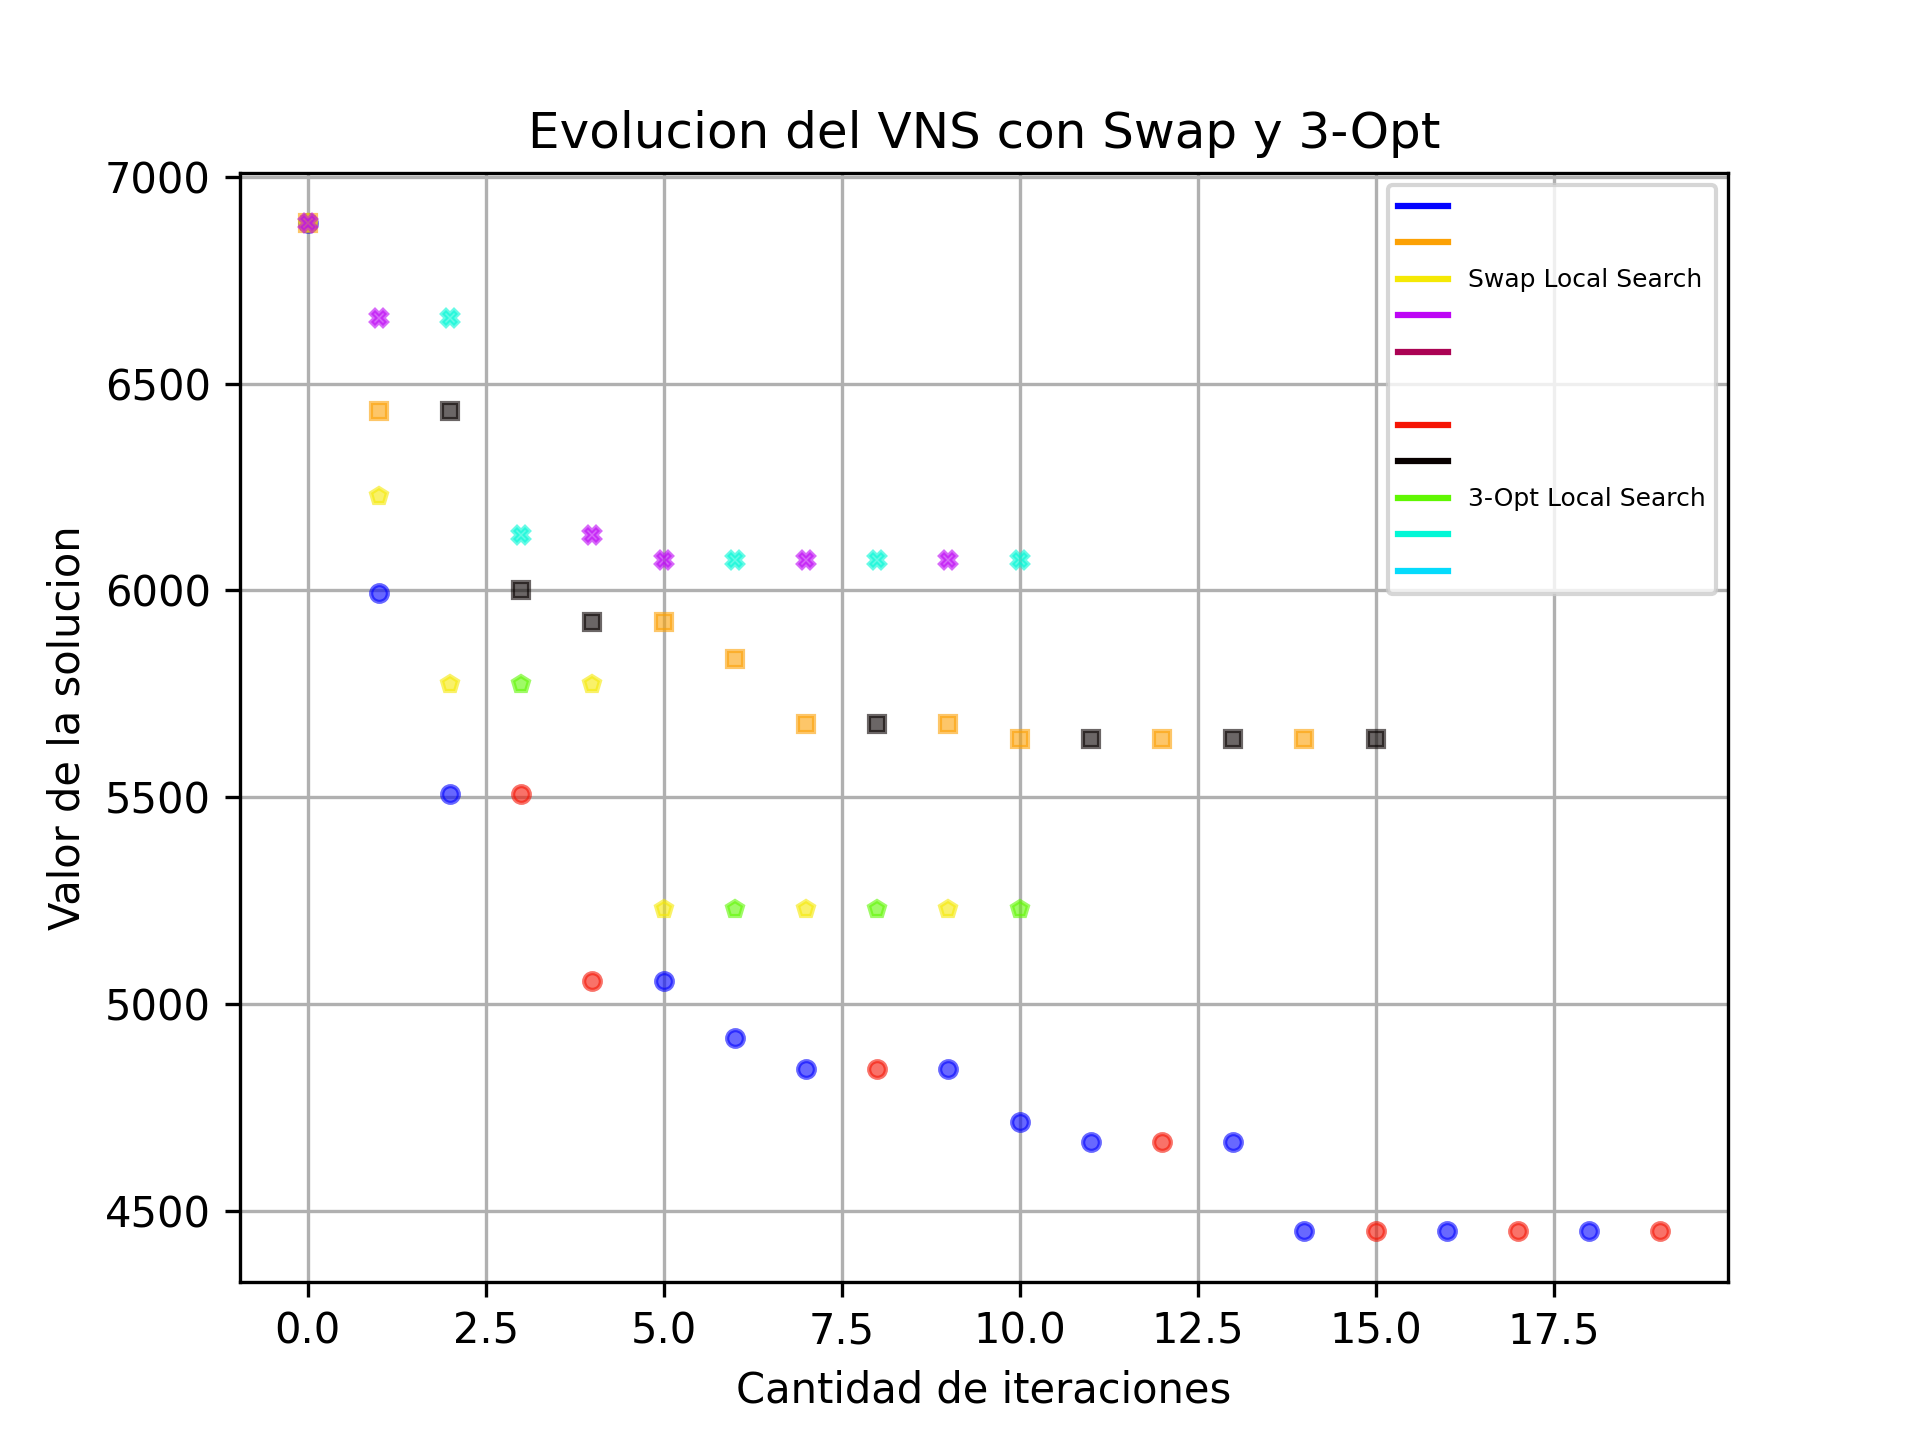 Evolucion del VNS con Swap y 3-Opt
7000
6500
6000
5500
5000
4500
Valor de la solucion
Swap Local Search
3-Opt Local Search
0.0 2.5 5.0 7.5 10.0 12.5 15.0 17.5
Cantidad de iteraciones